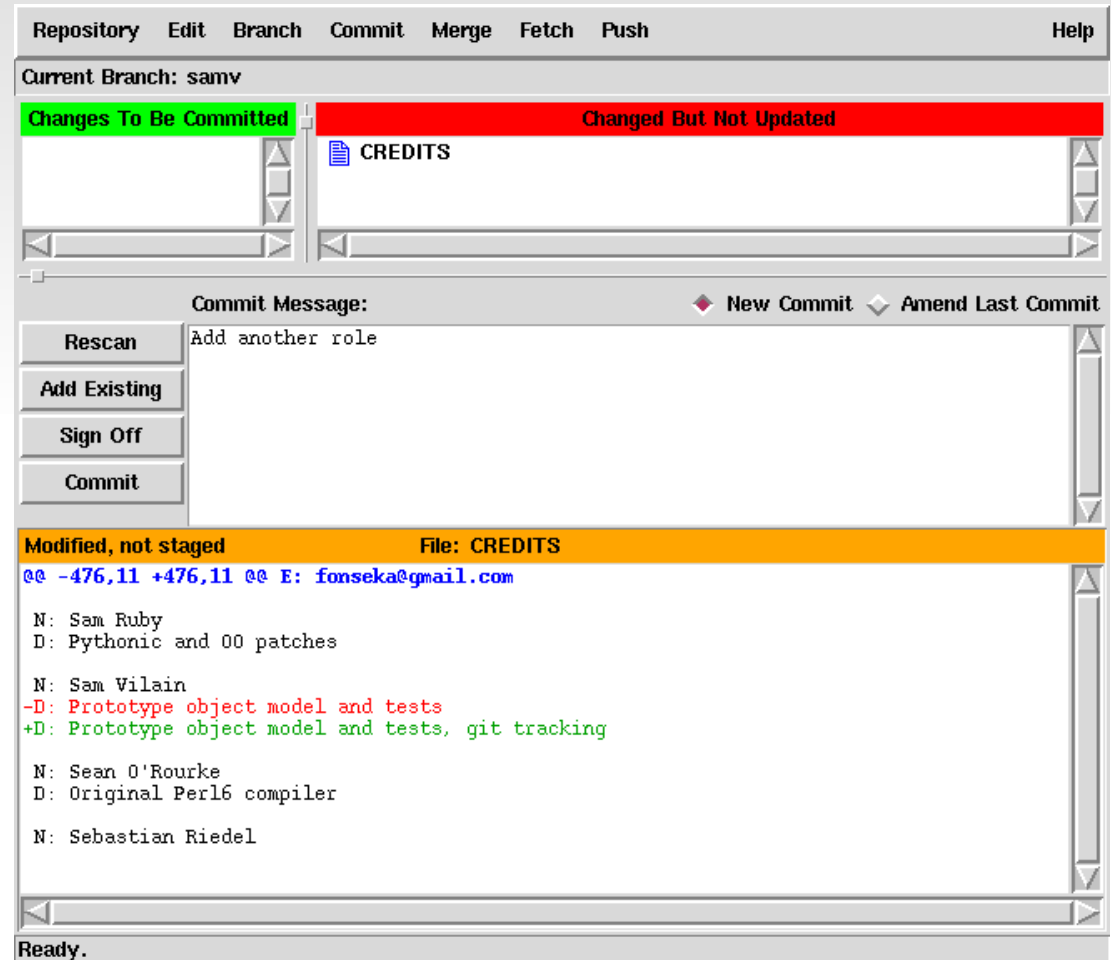 Repository Edit Branch Commit Merge Fetch Push Help
Current Branch: samv
Changes To Be Committed
Changed But Not Updated
CREDITS
Commit Message:
New Commit Amend Last Commit
Rescan
Add Existing
Sign Off
Commit
Add another role
Modified, not staged File: CREDITS
@@ -476,11 +476,11 @@ E: fonseka@gmail.com
N: Sam Ruby
D: Pythonic and OO patches
N: Sam Vilain
-D: Prototype object model and tests
+D: Prototype object model and tests, git tracking
N: Sean O'Rourke
D: Original Perl6 compiler
N: Sebastian Riedel
Ready.